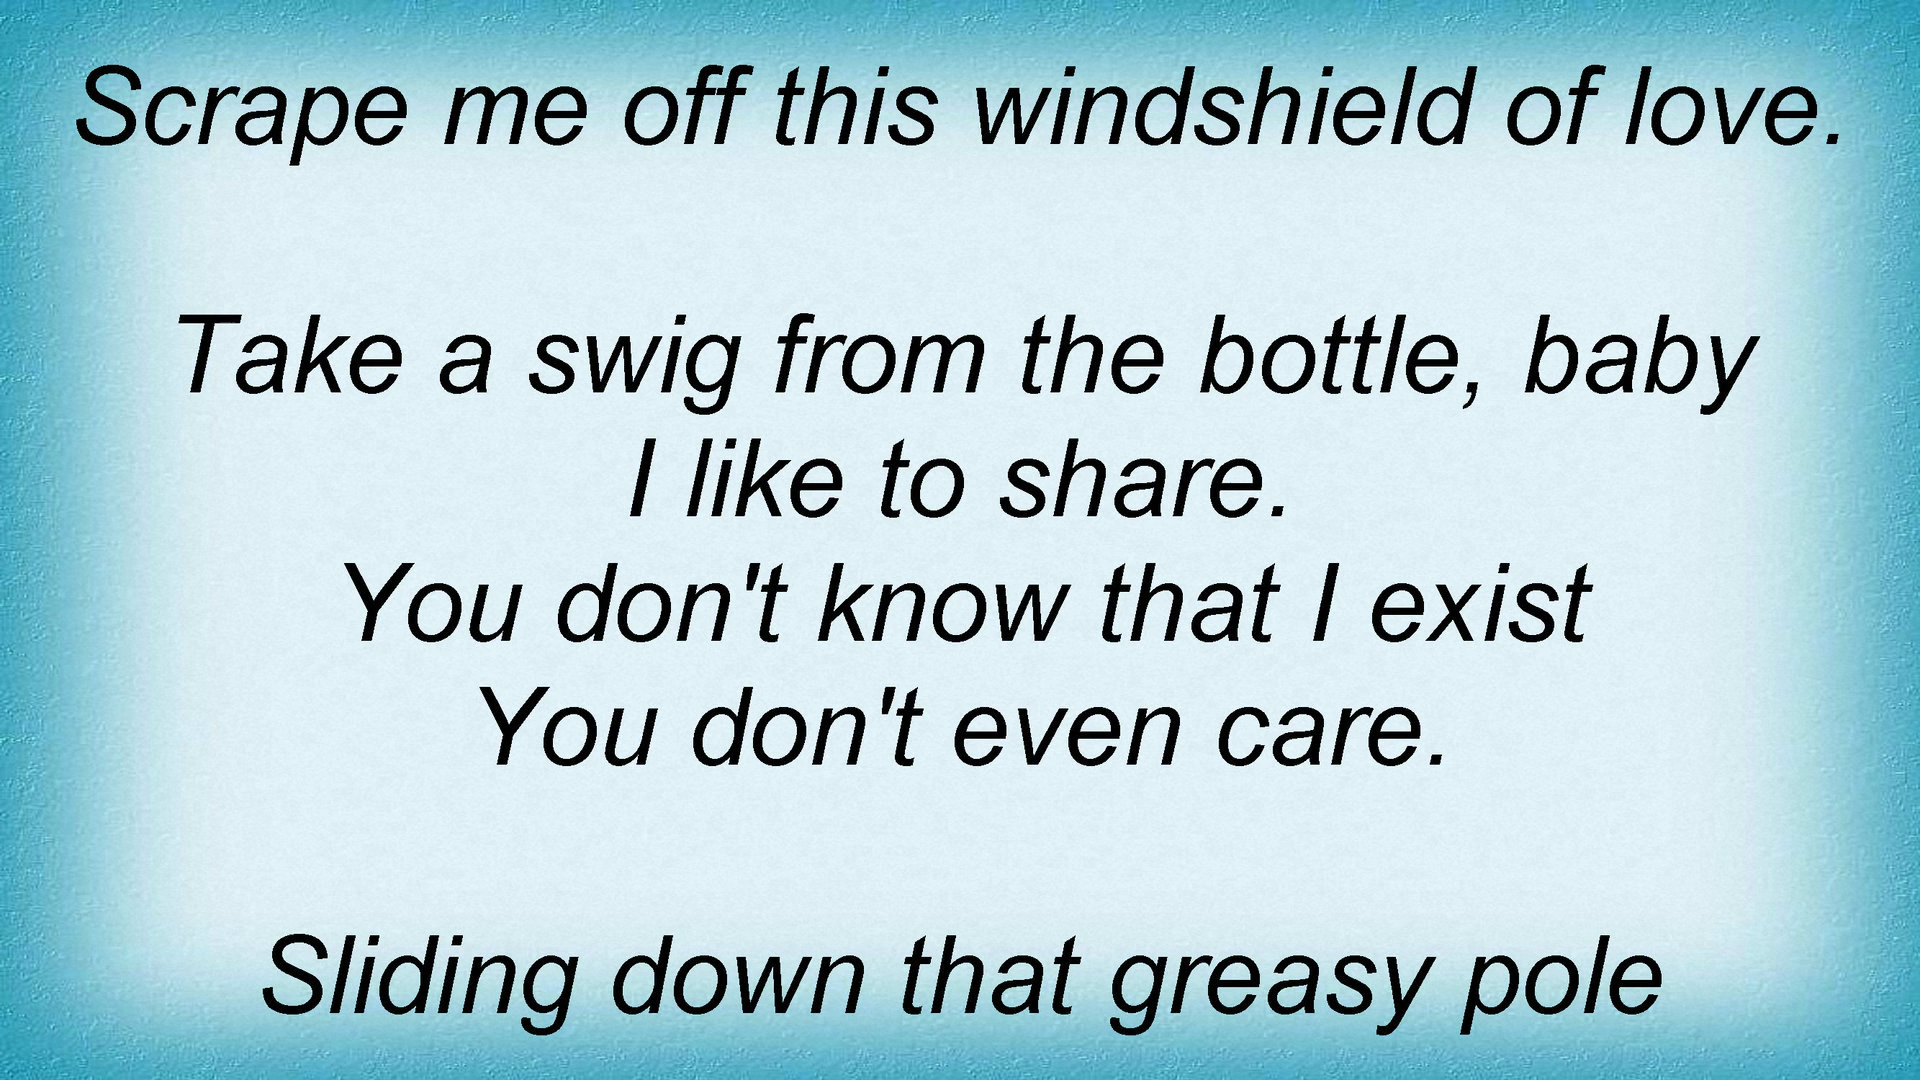 Scrape me off this windshield of love.
Take a swig from the bottle, baby
I like to share.
You don't know that I exist
You don't even care.
Sliding down that greasy pole